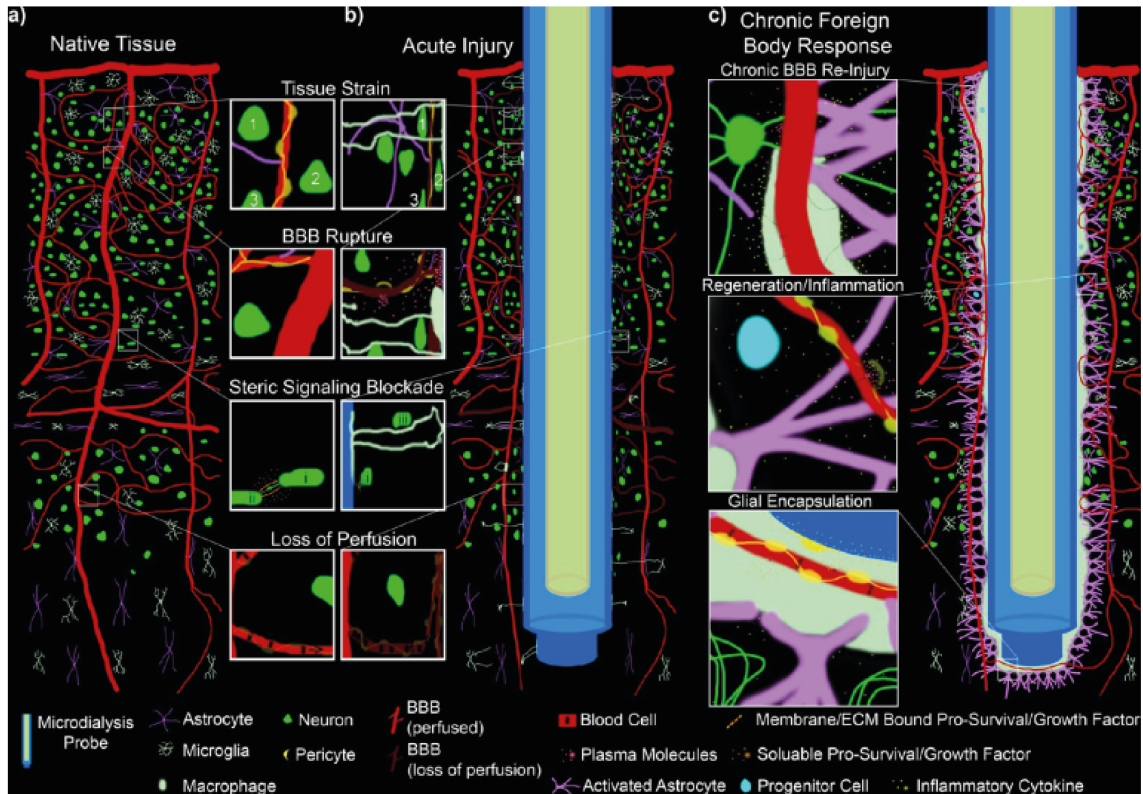 a)
Native Tissue
b)
Acute Injury
c)
Chronic Foreign
Body Response
Chronic BBB Re-Injury
Tissue Strain
1
2
3
2
3
BBB Rupture
Regeneration/Inflammation
Steric Signaling Blockade
I
II
III
Glial Encapsulation
Loss of Perfusion
Microdialysis
Probe
Astrocyte
Microglia
Macrophage
Neuron
Pericyte
BBB
(perfused)
BBB
(loss of perfusion)
Blood Cell
Plasma Molecules
Activated Astrocyte
Progenitor Cell
Membrane/ECM Bound Pro-Survival/Growth Factor
Soluable Pro-Survival/Growth Factor
Inflammatory Cytokine